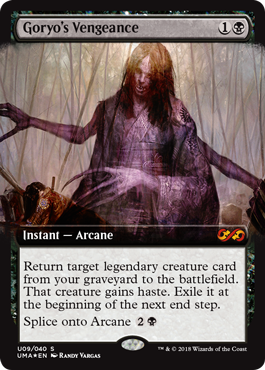 Goryo's Vengeance 1
Instant — Arcane
Return target legendary creature card
from your graveyard to the battlefield.
That creature gains haste. Exile it at
the beginning of the next end step.
Splice onto Arcane 2
U09/040 S
UMA★EN Randy Vargas
™ & © 2018 Wizards of the Coast